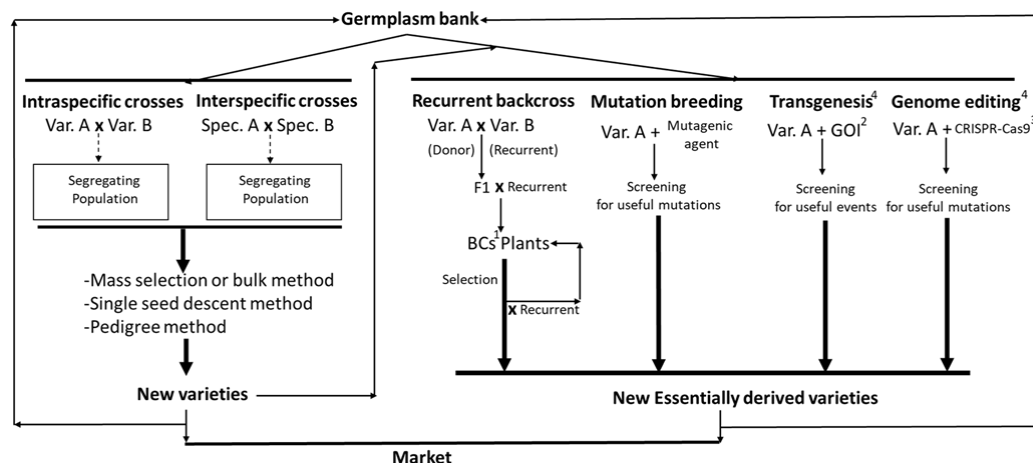 Germplasm bank
Intraspecific crosses
Var. A x Var. B
Segregating
Population
Interspecific crosses
Spec. A x Spec. B
Segregating
Population
-Mass selection or bulk method
-Single seed descent method
-Pedigree method
New varieties
Recurrent backcross
Var. A x Var. B
(Donor) (Recurrent)
F1 x Recurrent
BCs¹ Plants
Selection
x Recurrent
Mutation breeding
Var. A + Mutagenic
agent
Screening
for useful mutations
Transgenesis⁴
Var. A + GOI²
Screening
for useful events
Genome editing⁴
Var. A + CRISPR-Cas9³
Screening
for useful mutations
New Essentially derived varieties
Market